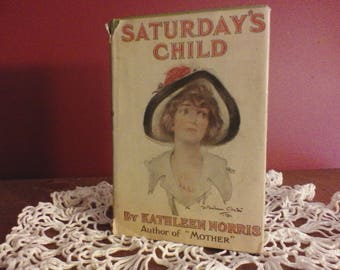 SATURDAY'S
CHILD
BY KATHLEEN NORRIS
Author of "MOTHER"